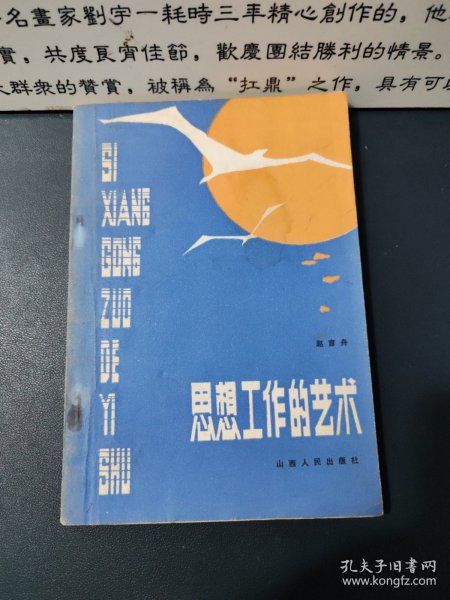 名畫家劉宇一耗時三年精心創作的，他
實，共度良宵佳節，歡慶團結勝利的情景。
群衆的贊賞，被稱為“扛鼎”之作，具有可
SI
XIANG
GONG
ZUO
DE
YI
SHU
赵言舟
思想工作的艺术
山西人民出版社
孔夫子旧书网
www.kongfz.com